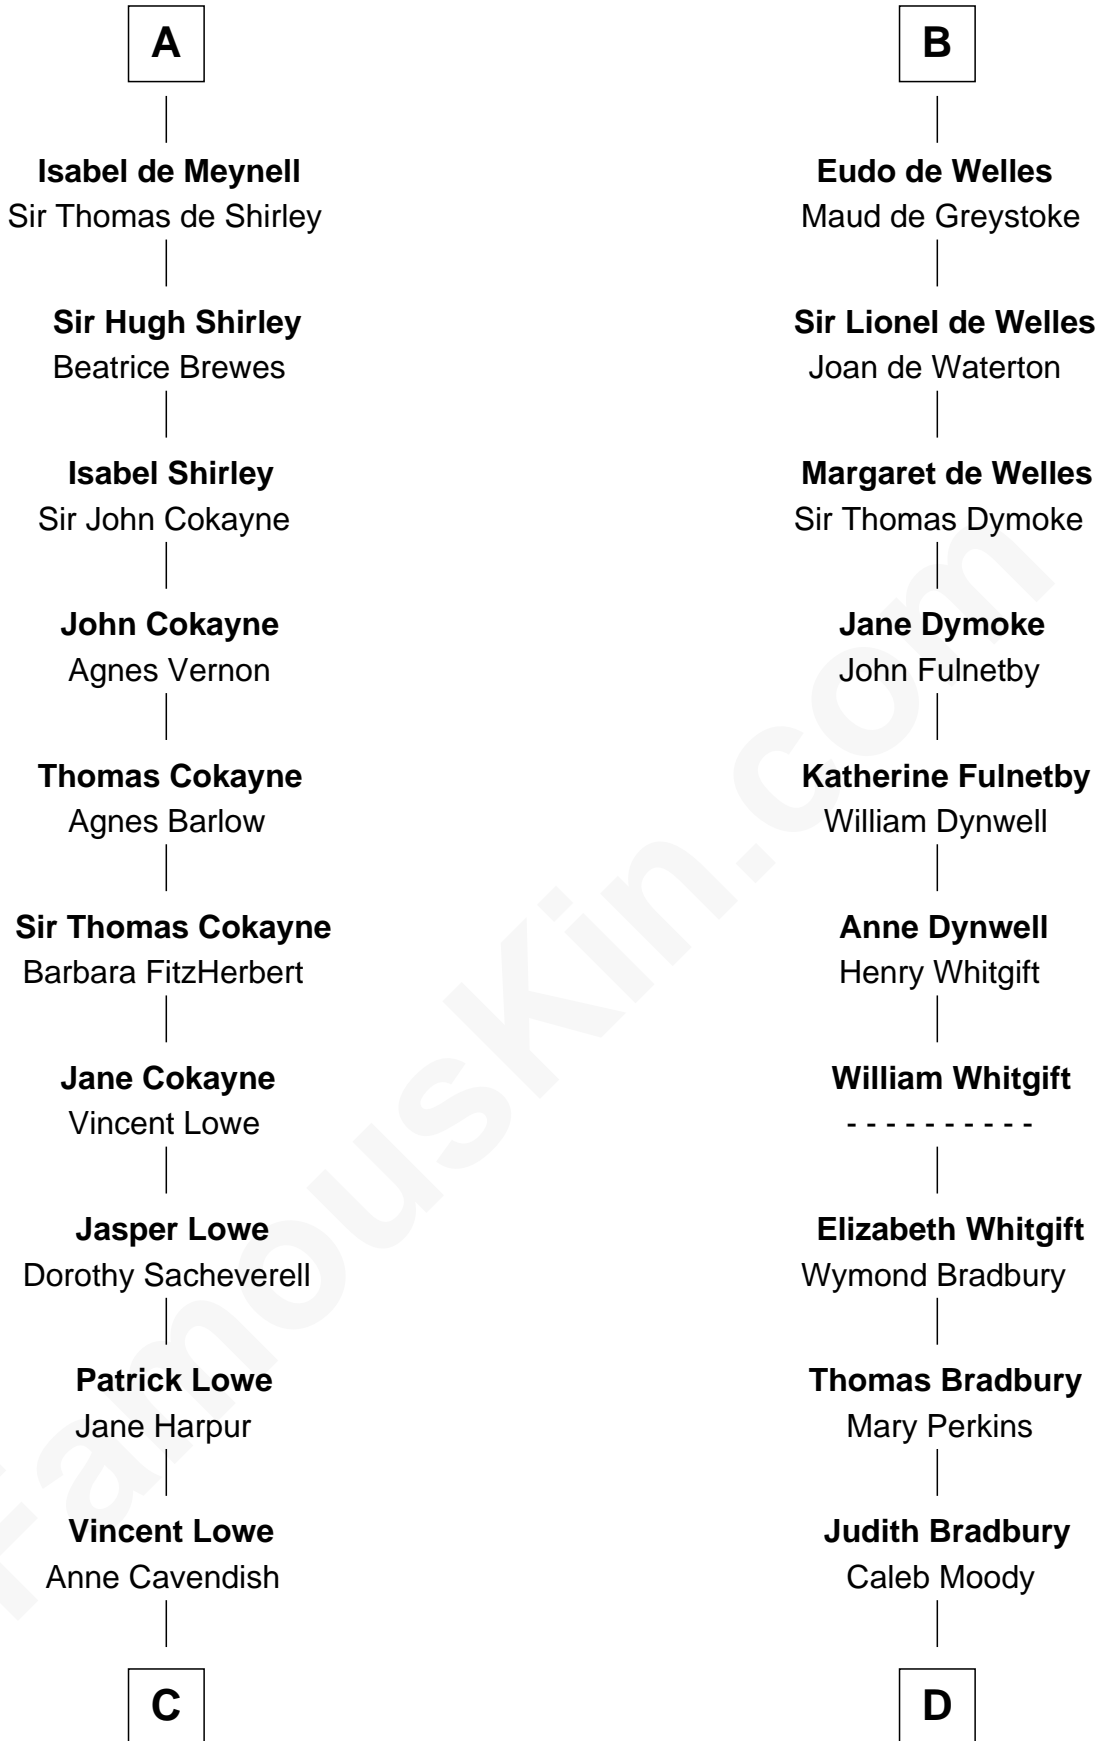 A
Isabel de Meynell
Sir Thomas de Shirley
Sir Hugh Shirley
Beatrice Brewes
Isabel Shirley
Sir John Cokayne
John Cokayne
Agnes Vernon
Thomas Cokayne
Agnes Barlow
Sir Thomas Cokayne
Barbara FitzHerbert
Jane Cokayne
Vincent Lowe
Jasper Lowe
Dorothy Sacheverell
Patrick Lowe
Jane Harpur
Vincent Lowe
Anne Cavendish
C
B
Eudo de Welles
Maud de Greystoke
Sir Lionel de Welles
Joan de Waterton
Margaret de Welles
Sir Thomas Dymoke
Jane Dymoke
John Fulnetby
Katherine Fulnetby
William Dynwell
Anne Dynwell
Henry Whitgift
William Whitgift
- - - - - - - - - -
Elizabeth Whitgift
Wymond Bradbury
Thomas Bradbury
Mary Perkins
Judith Bradbury
Caleb Moody
D
FamousKin.com